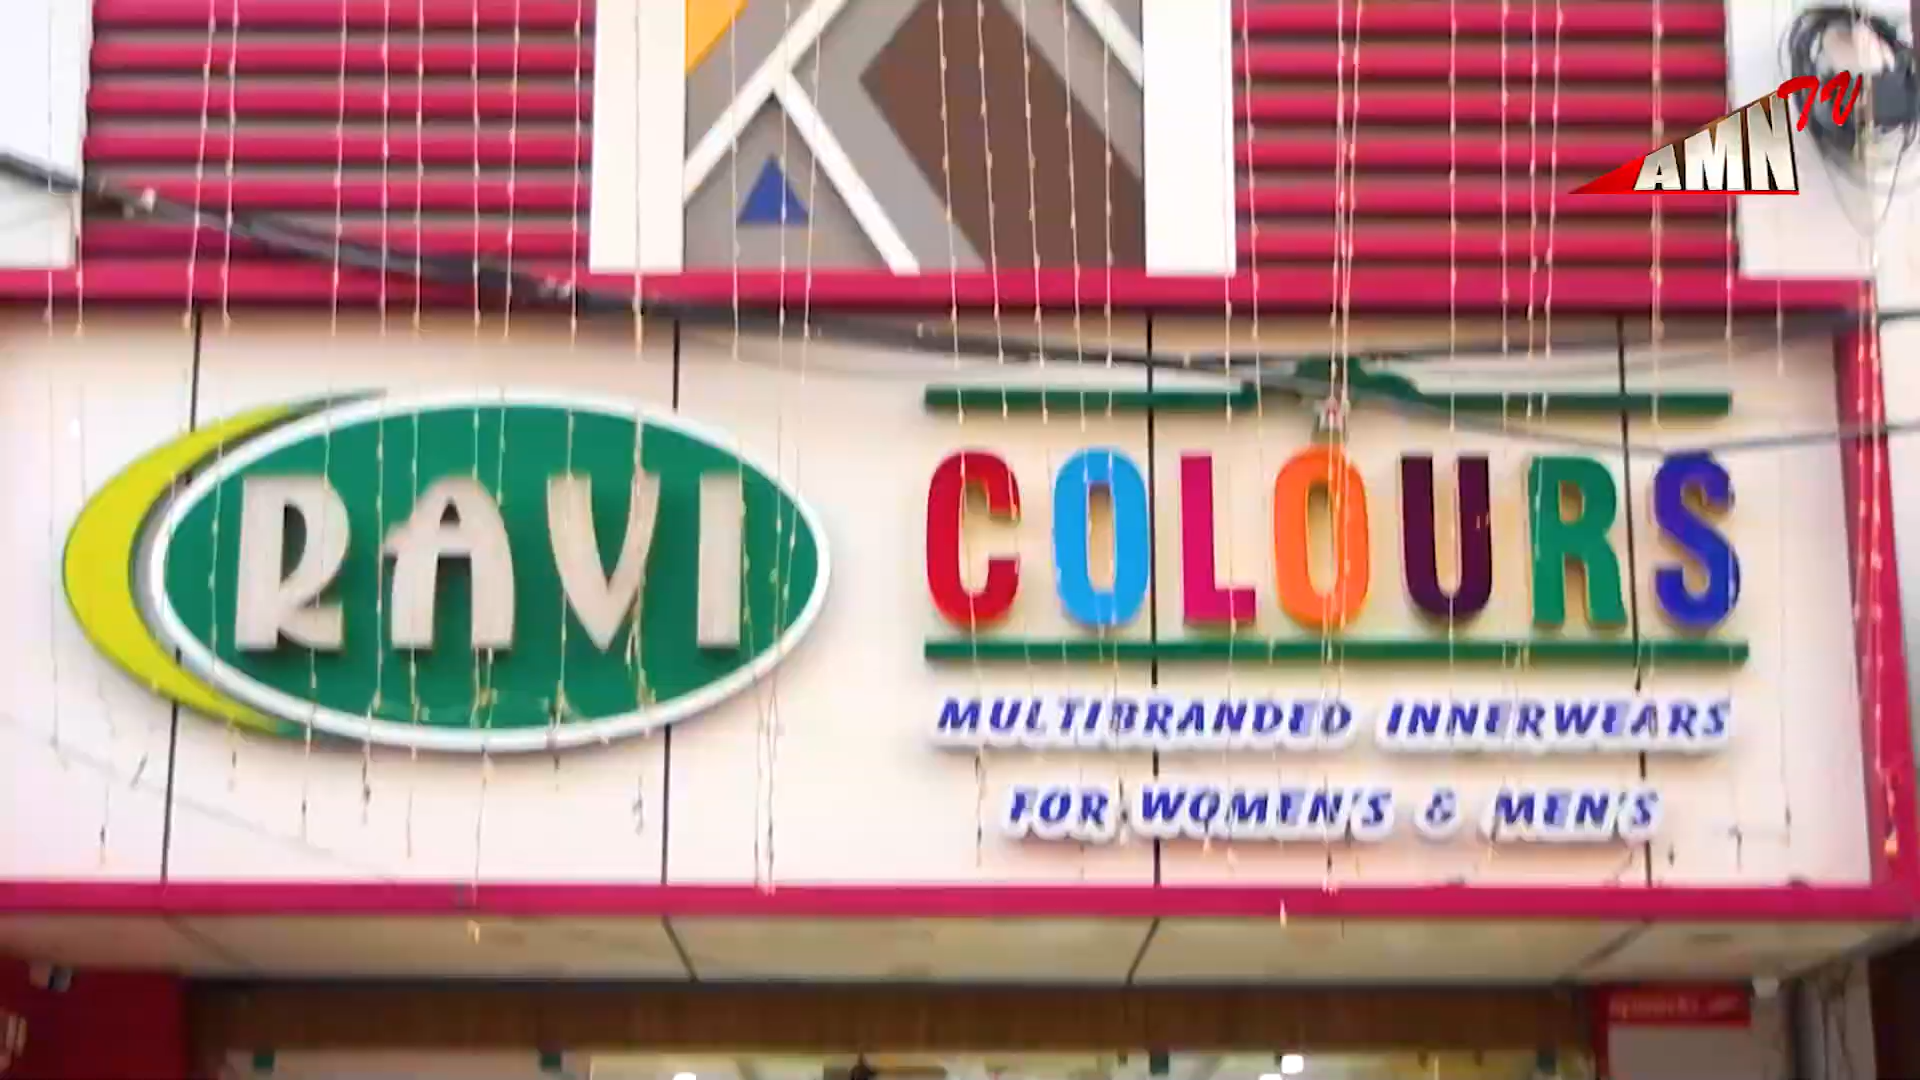 AMN TV
RAVI
COLOURS
MULTIBRANDED INNERWEARS
FOR WOMEN'S & MEN'S